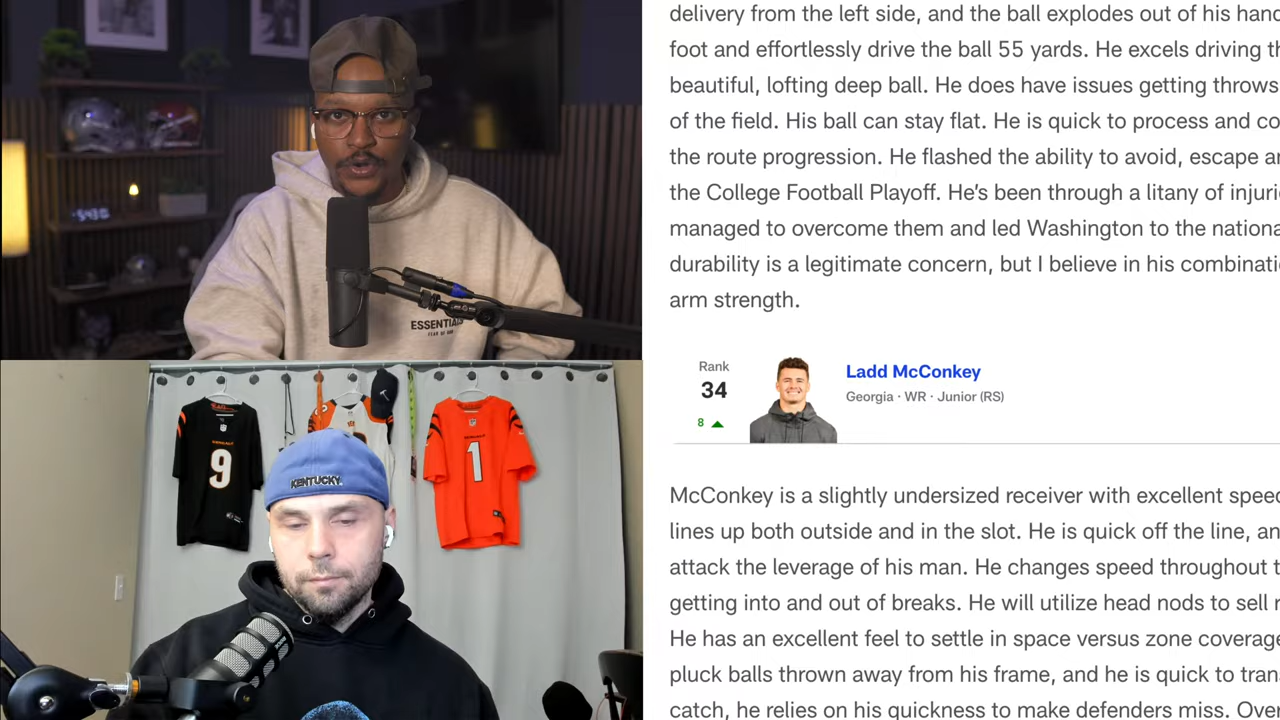 delivery from the left side, and the ball explodes out of his hand
foot and effortlessly drive the ball 55 yards. He excels driving th
beautiful, lofting deep ball. He does have issues getting throws
of the field. His ball can stay flat. He is quick to process and co
the route progression. He flashed the ability to avoid, escape an
the College Football Playoff. He's been through a litany of injurie
managed to overcome them and led Washington to the nationa
durability is a legitimate concern, but I believe in his combinati
arm strength.
Rank
34
8
Ladd McConkey
Georgia · WR · Junior (RS)
McConkey is a slightly undersized receiver with excellent speed
lines up both outside and in the slot. He is quick off the line, an
attack the leverage of his man. He changes speed throughout t
getting into and out of breaks. He will utilize head nods to sell r
He has an excellent feel to settle in space versus zone coverage
pluck balls thrown away from his frame, and he is quick to tran
catch, he relies on his quickness to make defenders miss. Over
ESSENTIALS
FEAR OF GOD
BENGALS
9
1
KENTUCKY